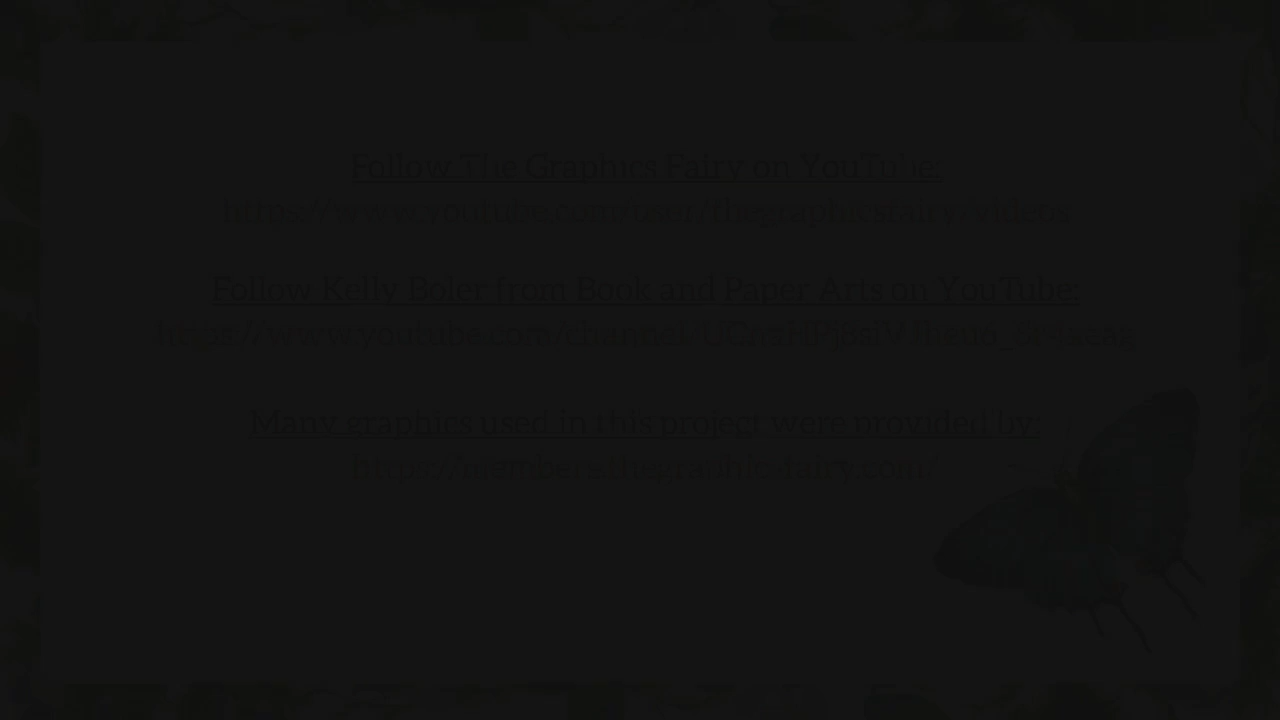 Follow The Graphics Fairy on YouTube:
https://www.youtube.com/user/thegraphicsfairy/videos
Follow Kelly Boler from Book and Paper Arts on YouTube:
Many graphics used in this project were provided by:
https://members.thegraphicsfairy.com/